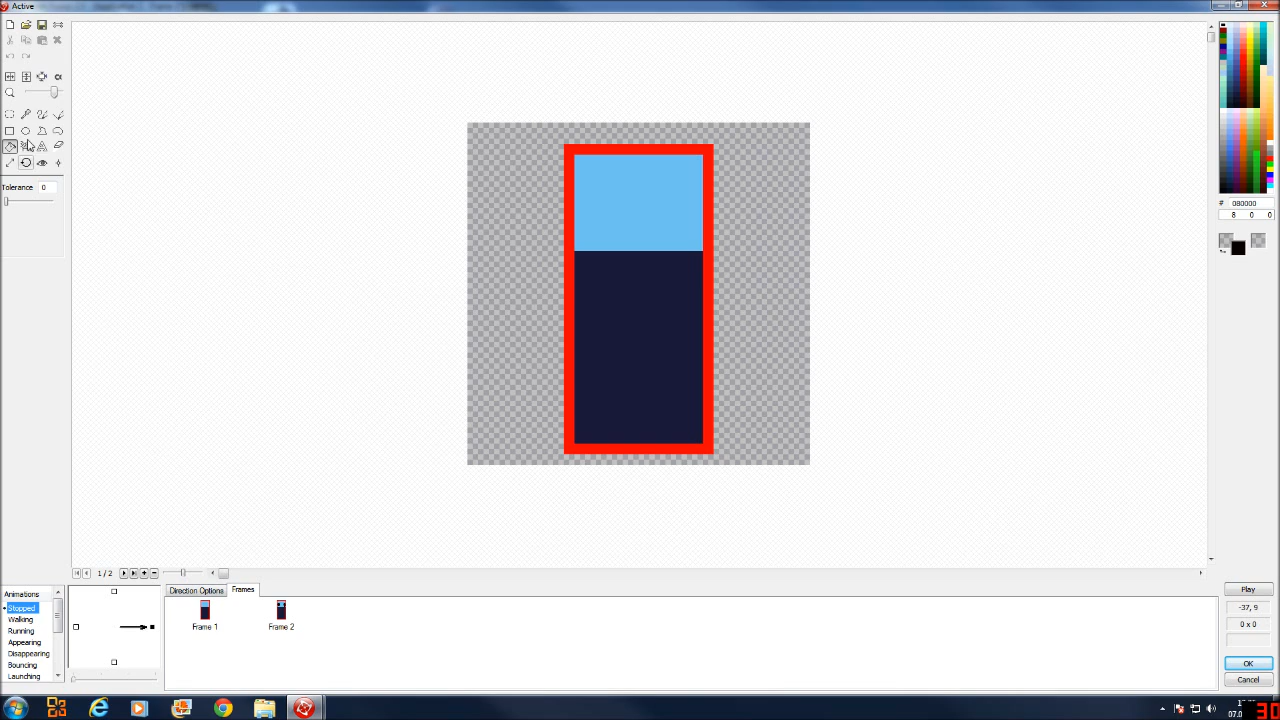 Active
Tolerance 0
# 080000
8 0 0
1 / 2
Animations
Stopped
Walking
Running
Appearing
Disappearing
Bouncing
Launching
Direction Options
Frames
Frame 1
Frame 2
Play
-37, 9
0 x 0
OK
Cancel
30